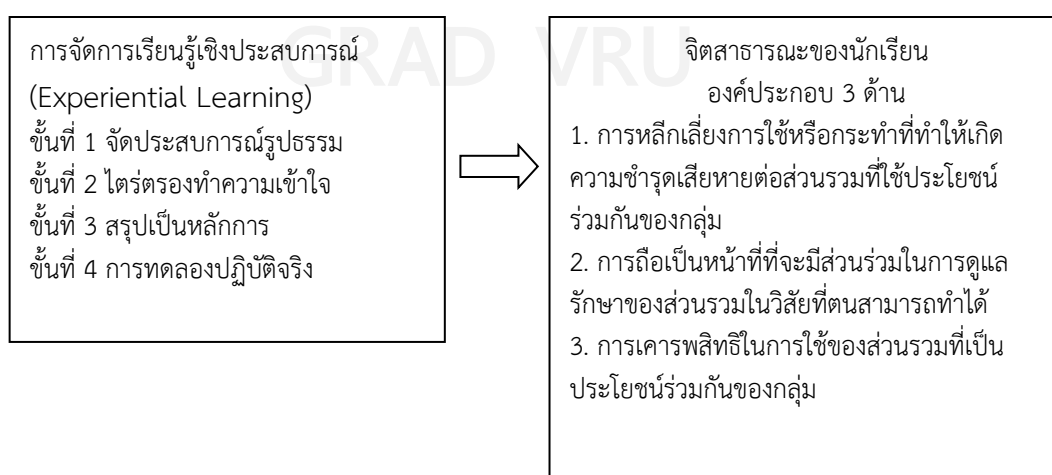 GRAD VRU
การจัดการเรียนรู้เชิงประสบการณ์
(Experiential Learning)
ขั้นที่ 1 จัดประสบการณ์รูปธรรม
ขั้นที่ 2 ไตร่ตรองทำความเข้าใจ
ขั้นที่ 3 สรุปเป็นหลักการ
ขั้นที่ 4 การทดลองปฏิบัติจริง
จิตสาธารณะของนักเรียน
องค์ประกอบ 3 ด้าน
1. การหลีกเลี่ยงการใช้หรือกระทำที่ทำให้เกิด
ความชำรุดเสียหายต่อส่วนรวมที่ใช้ประโยชน์
ร่วมกันของกลุ่ม
2. การถือเป็นหน้าที่ที่จะมีส่วนร่วมในการดูแล
รักษาของส่วนรวมในวิสัยที่ตนสามารถทำได้
3. การเคารพสิทธิในการใช้ของส่วนรวมที่เป็น
ประโยชน์ร่วมกันของกลุ่ม